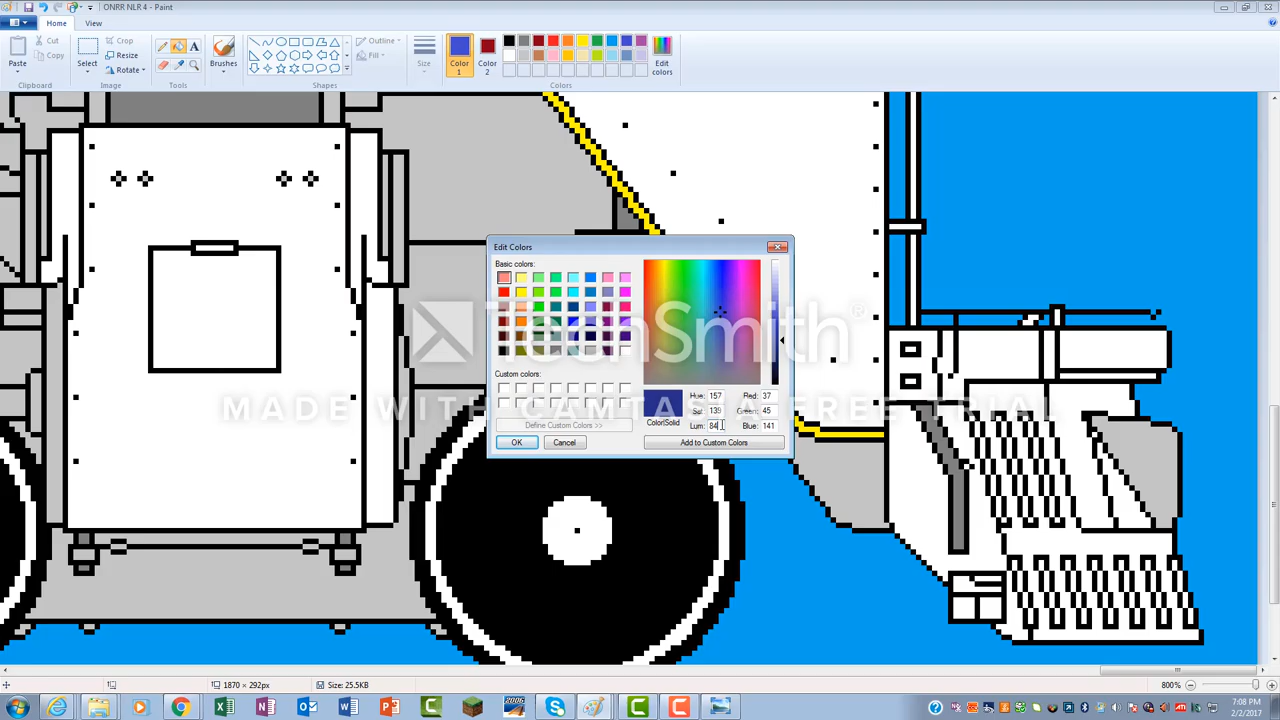 ONRR NLR 4 - Paint
Home View
Paste Cut Copy Select Crop Resize Rotate A Brushes Outline Fill Size Color 1 Color 2 Edit colors
Clipboard Image Tools Shapes Colors
Edit Colors
Basic colors:
TechSmith®
Custom colors:
MADE WITH CAMTASIA FREE TRIAL
Hue: 157 Red: 37
Sat: 139 Green: 45
Color|Solid Lum: 84 Blue: 141
Define Custom Colors >>
OK Cancel Add to Custom Colors
1870 × 292px Size: 25.5KB 800%
7:08 PM
2/2/2017